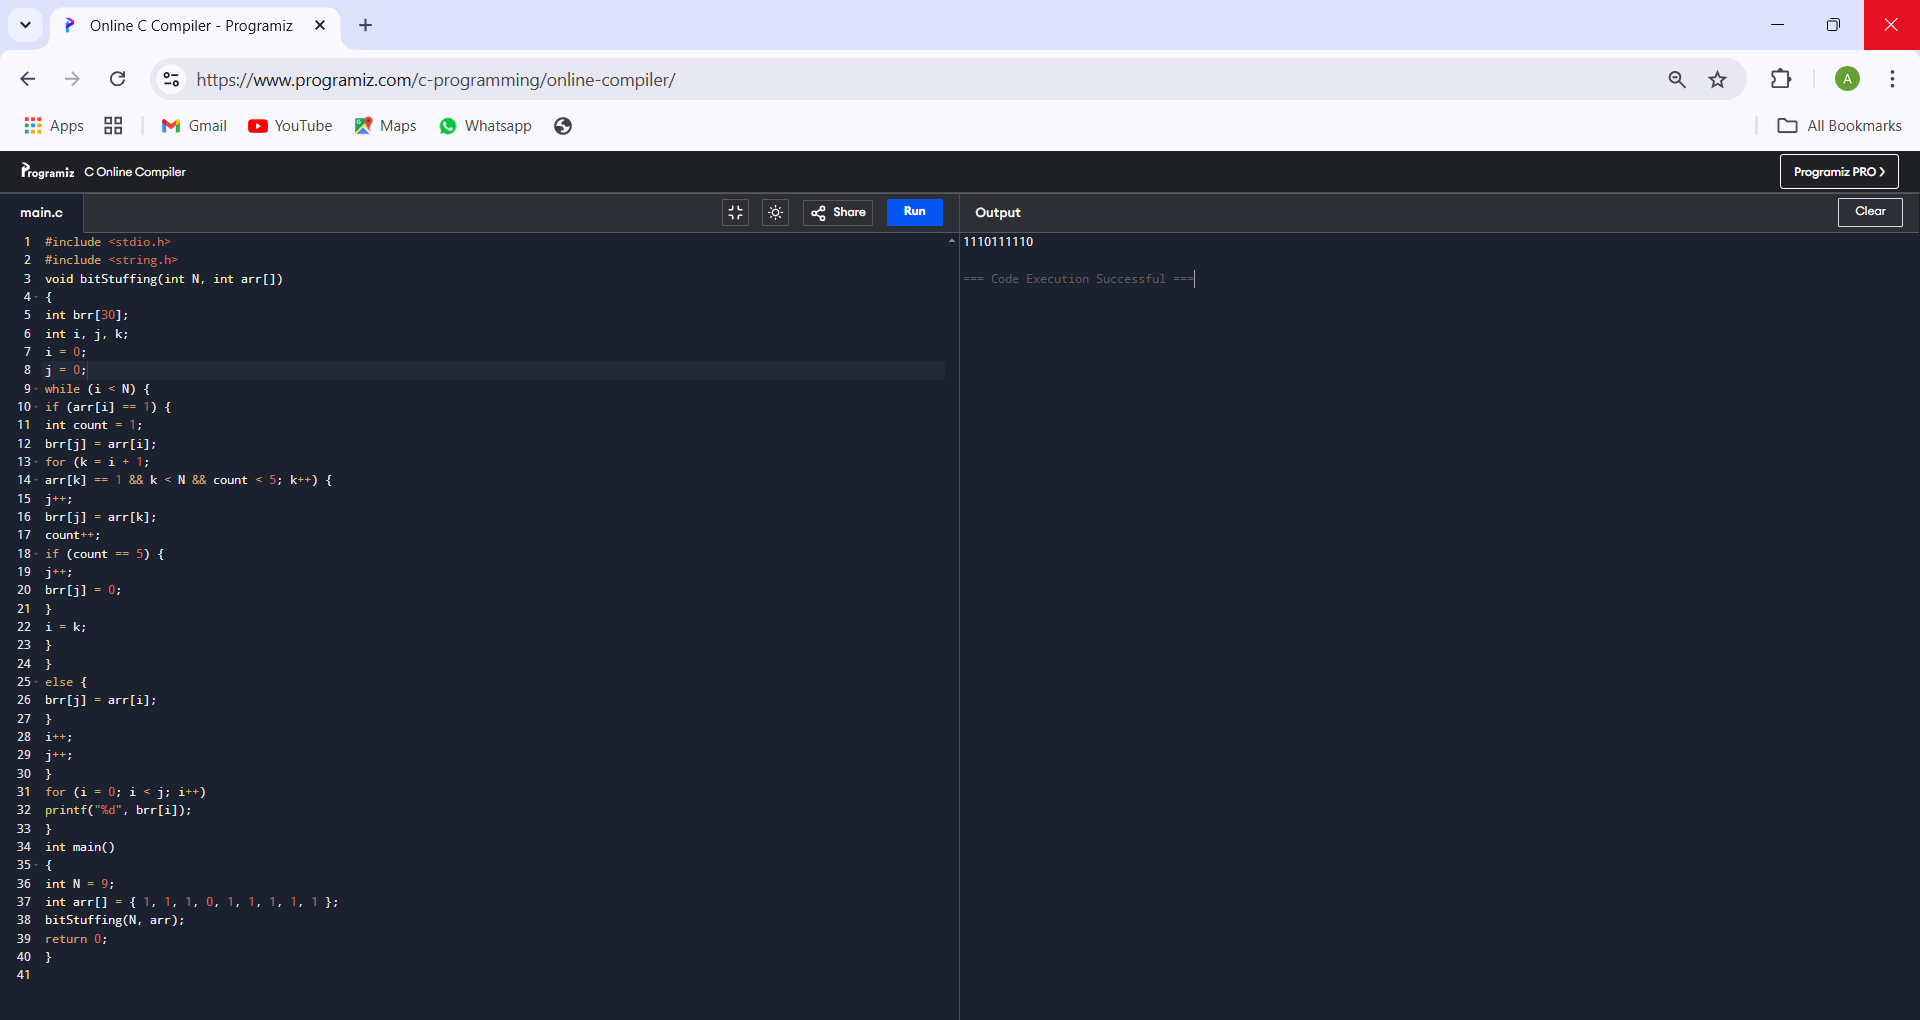 Online C Compiler - Programiz
https://www.programiz.com/c-programming/online-compiler/
A
Apps
Gmail
YouTube
Maps
Whatsapp
All Bookmarks
Programiz C Online Compiler
Programiz PRO >
main.c
Share
Run
Output
Clear
1 #include <stdio.h>
2 #include <string.h>
3 void bitStuffing(int N, int arr[])
4 {
5 int brr[30];
6 int i, j, k;
7 i = 0;
8 j = 0;
9 while (i < N) {
10 if (arr[i] == 1) {
11 int count = 1;
12 brr[j] = arr[i];
13 for (k = i + 1;
14 arr[k] == 1 && k < N && count < 5; k++) {
15 j++;
16 brr[j] = arr[k];
17 count++;
18 if (count == 5) {
19 j++;
20 brr[j] = 0;
21 }
22 i = k;
23 }
24 }
25 else {
26 brr[j] = arr[i];
27 }
28 i++;
29 j++;
30 }
31 for (i = 0; i < j; i++)
32 printf("%d", brr[i]);
33 }
34 int main()
35 {
36 int N = 9;
37 int arr[] = { 1, 1, 1, 0, 1, 1, 1, 1, 1 };
38 bitStuffing(N, arr);
39 return 0;
40 }
41
1110111110
=== Code Execution Successful ===